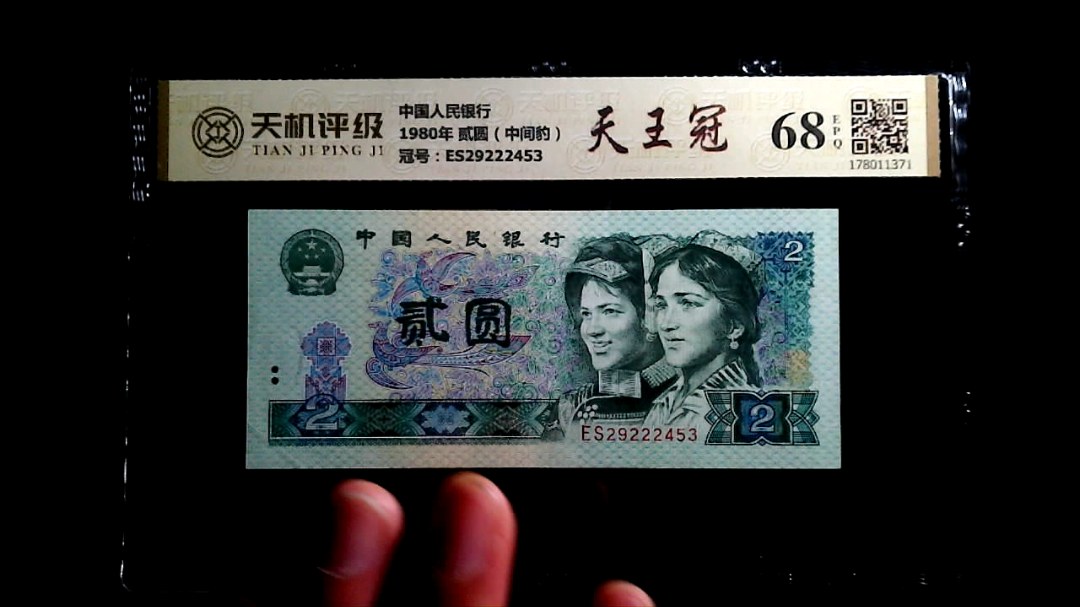 天机评级
TIAN JI PING JI
中国人民银行
1980年 贰圆（中间豹）
冠号：ES29222453
天王冠
68
EPQ
178011371
中国人民银行
2
贰圆
2
2
ES29222453